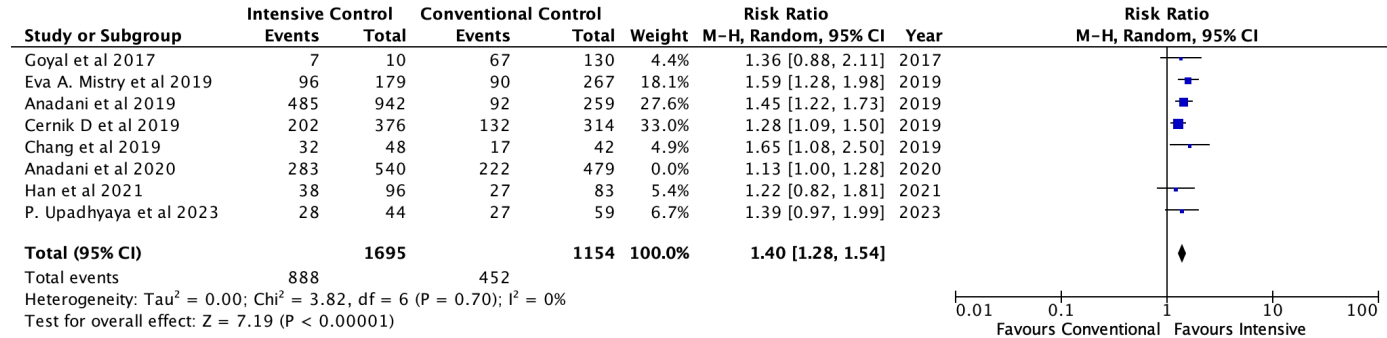 Intensive Control Conventional Control Risk Ratio Risk Ratio
Study or Subgroup Events Total Events Total Weight M-H, Random, 95% CI Year M-H, Random, 95% CI
Goyal et al 2017 7 10 67 130 4.4% 1.36 [0.88, 2.11] 2017
Eva A. Mistry et al 2019 96 179 90 267 18.1% 1.59 [1.28, 1.98] 2019
Anadani et al 2019 485 942 92 259 27.6% 1.45 [1.22, 1.73] 2019
Cernik D et al 2019 202 376 132 314 33.0% 1.28 [1.09, 1.50] 2019
Chang et al 2019 32 48 17 42 4.9% 1.65 [1.08, 2.50] 2019
Anadani et al 2020 283 540 222 479 0.0% 1.13 [1.00, 1.28] 2020
Han et al 2021 38 96 27 83 5.4% 1.22 [0.82, 1.81] 2021
P. Upadhyaya et al 2023 28 44 27 59 6.7% 1.39 [0.97, 1.99] 2023
Total (95% CI) 1695 1154 100.0% 1.40 [1.28, 1.54]
Total events 888 452
Heterogeneity: Tau² = 0.00; Chi² = 3.82, df = 6 (P = 0.70); I² = 0%
Test for overall effect: Z = 7.19 (P < 0.00001)
0.01 0.1 1 10 100
Favours Conventional Favours Intensive